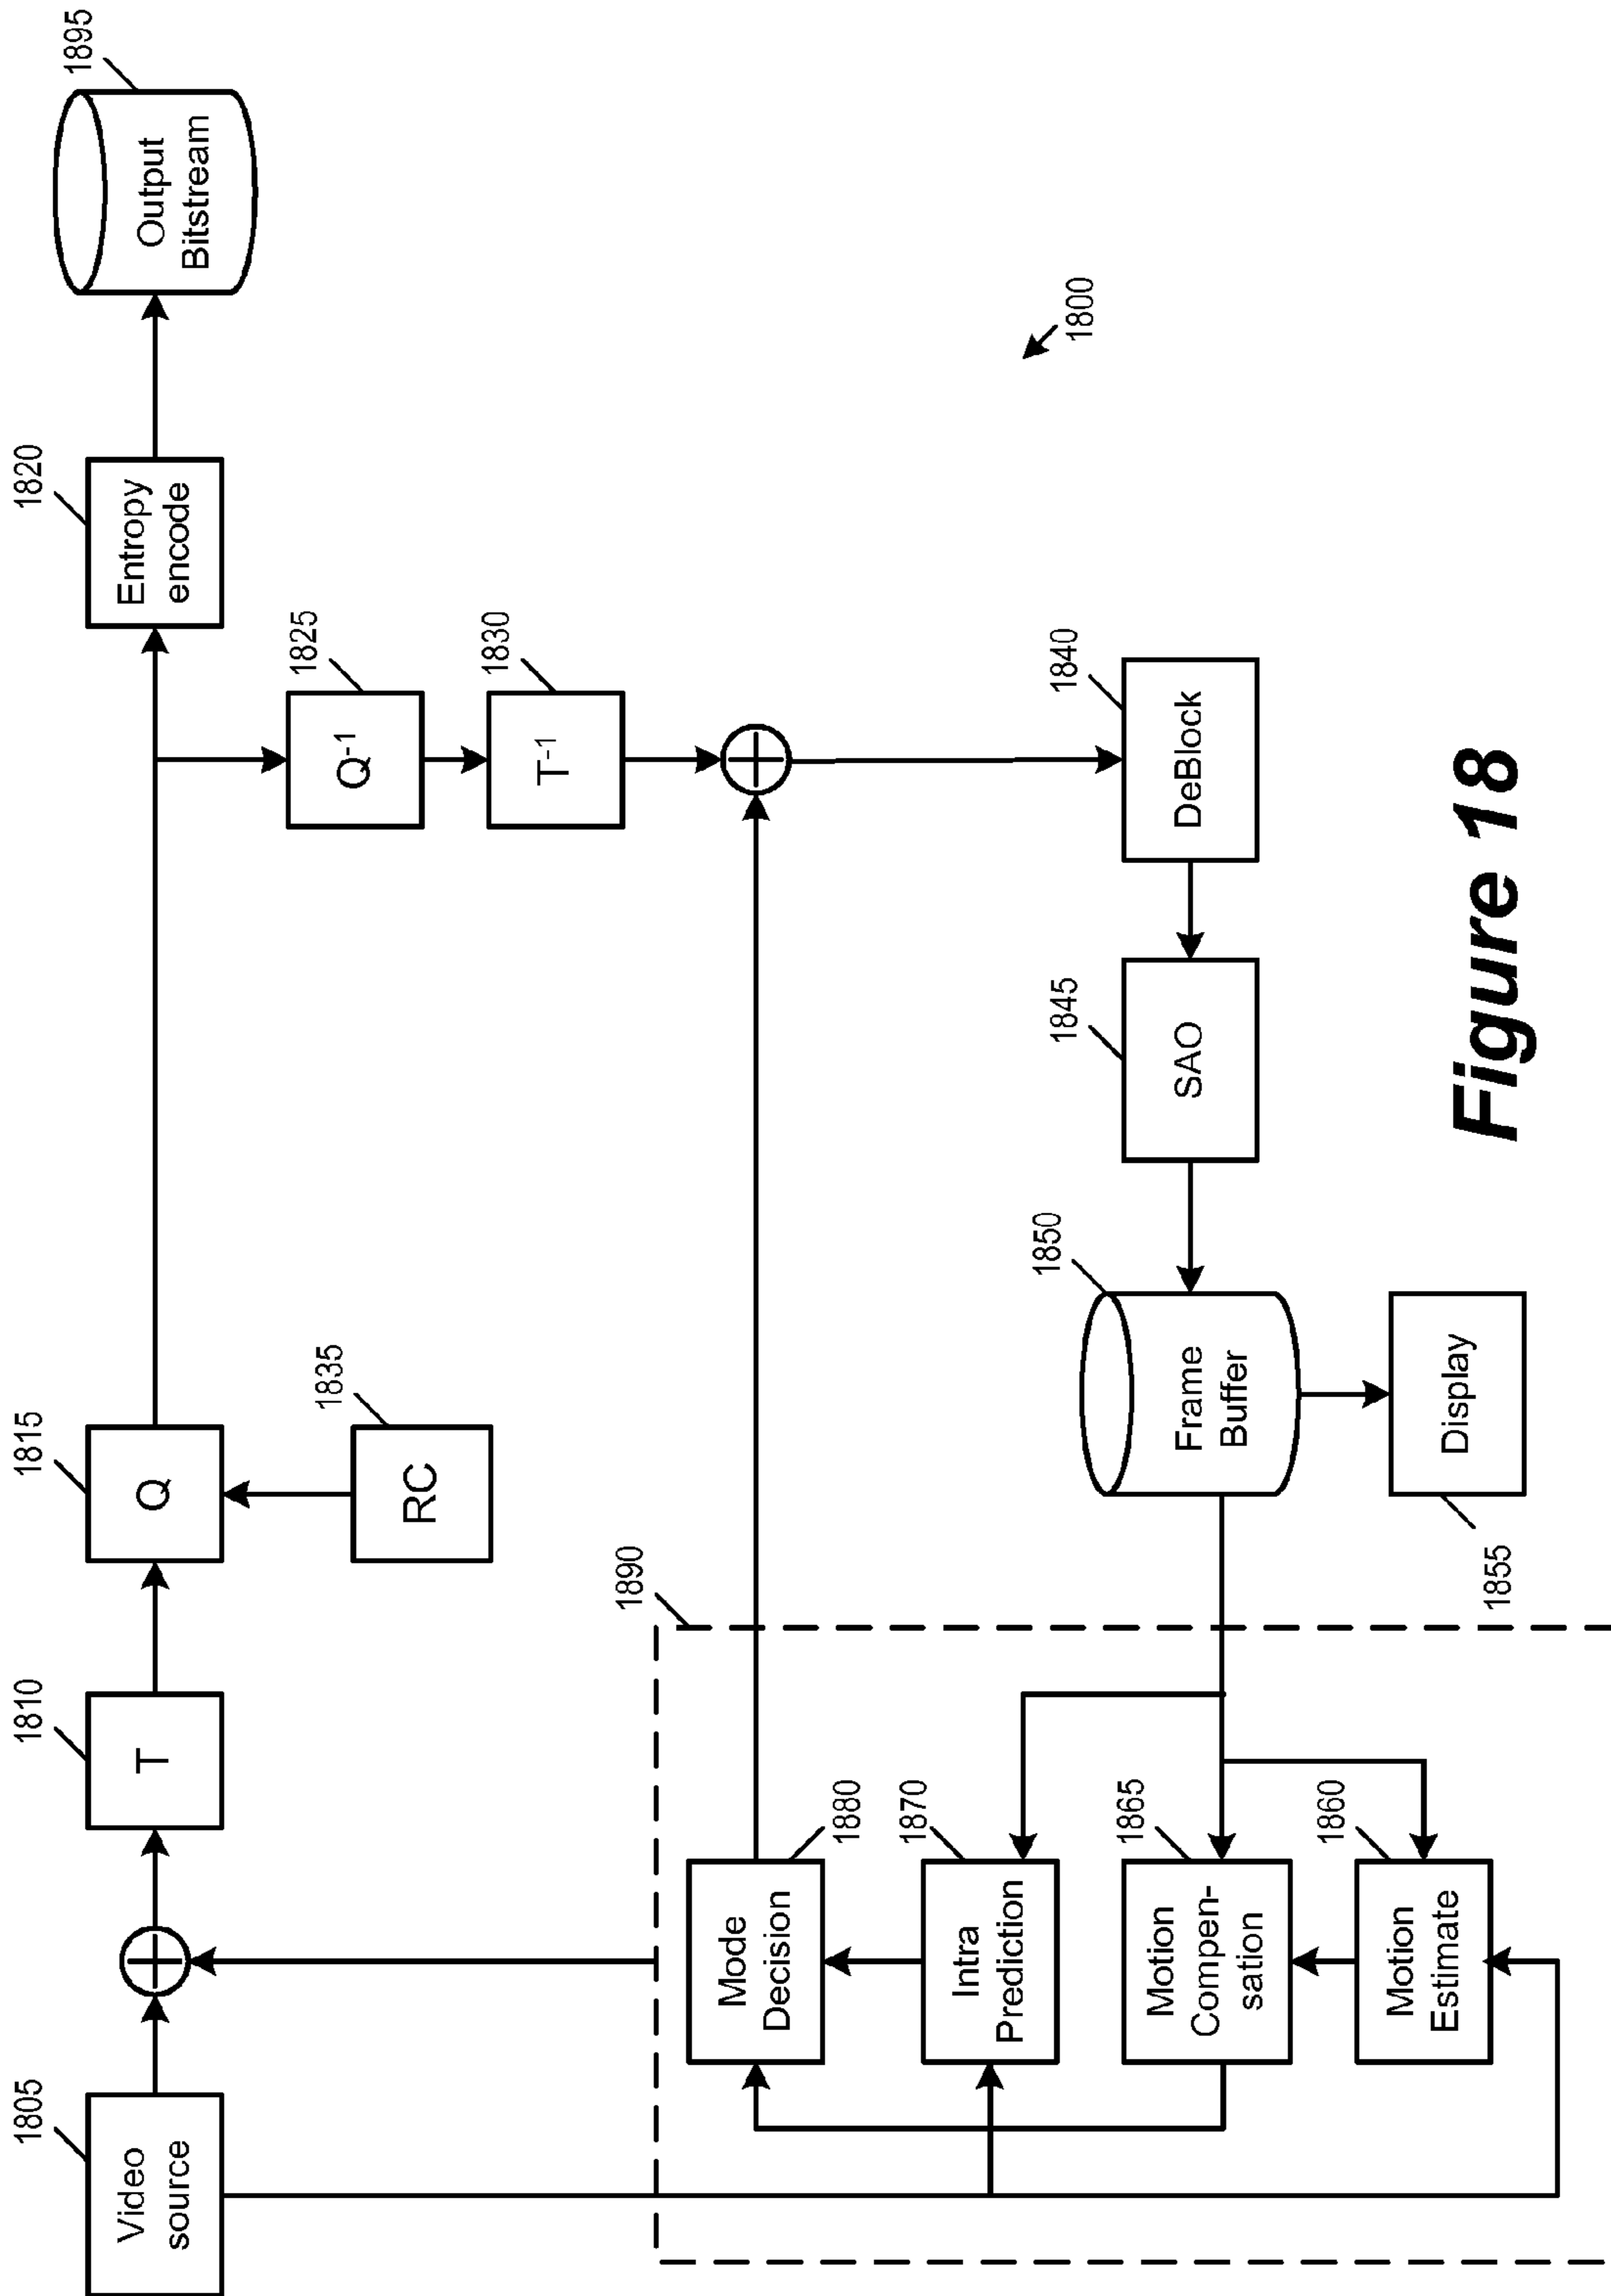 1805
Video
source
1810
T
1815
Q
1835
RC
1820
Entropy
encode
1895
Output
Bitstream
1825
Q-1
1830
T-1
1890
Mode
Decision
1880
Intra
Prediction
1870
Motion
Compen-
sation
1865
Motion
Estimate
1860
1850
Frame
Buffer
Display
1855
1845
SAO
1840
DeBlock
1800
Figure 18